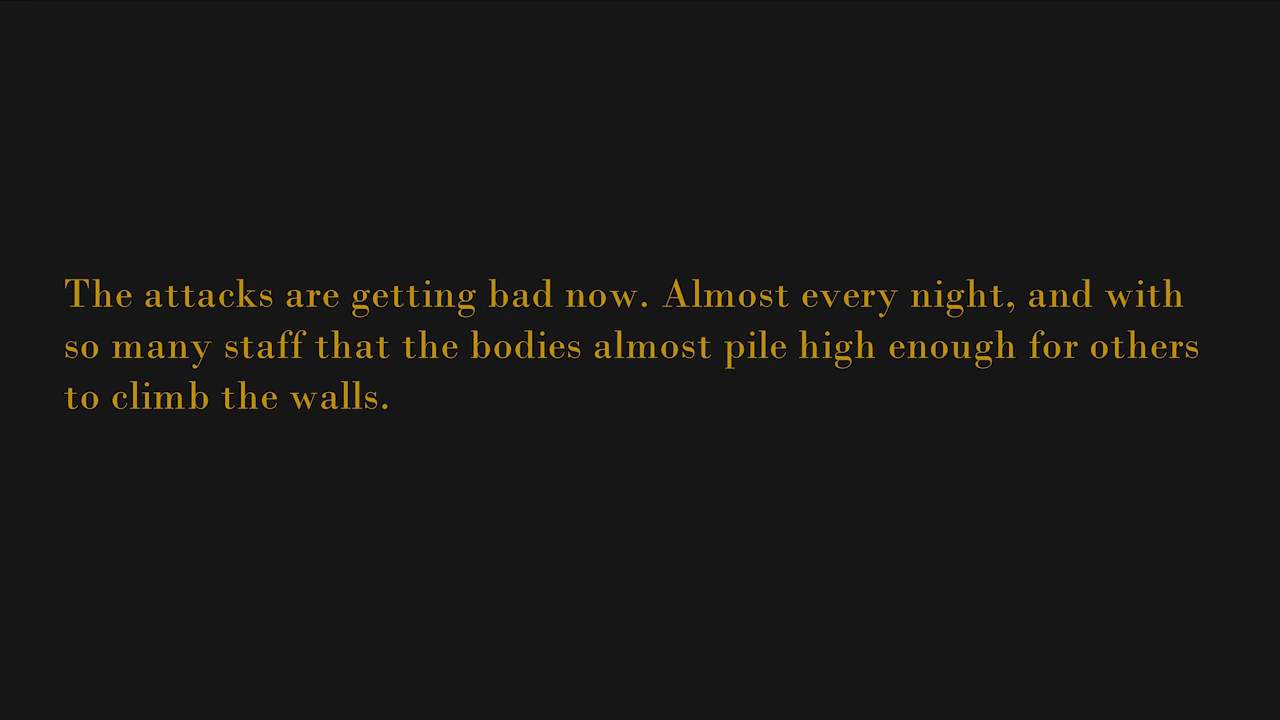 The attacks are getting bad now. Almost every night, and with
so many staff that the bodies almost pile high enough for others
to climb the walls.